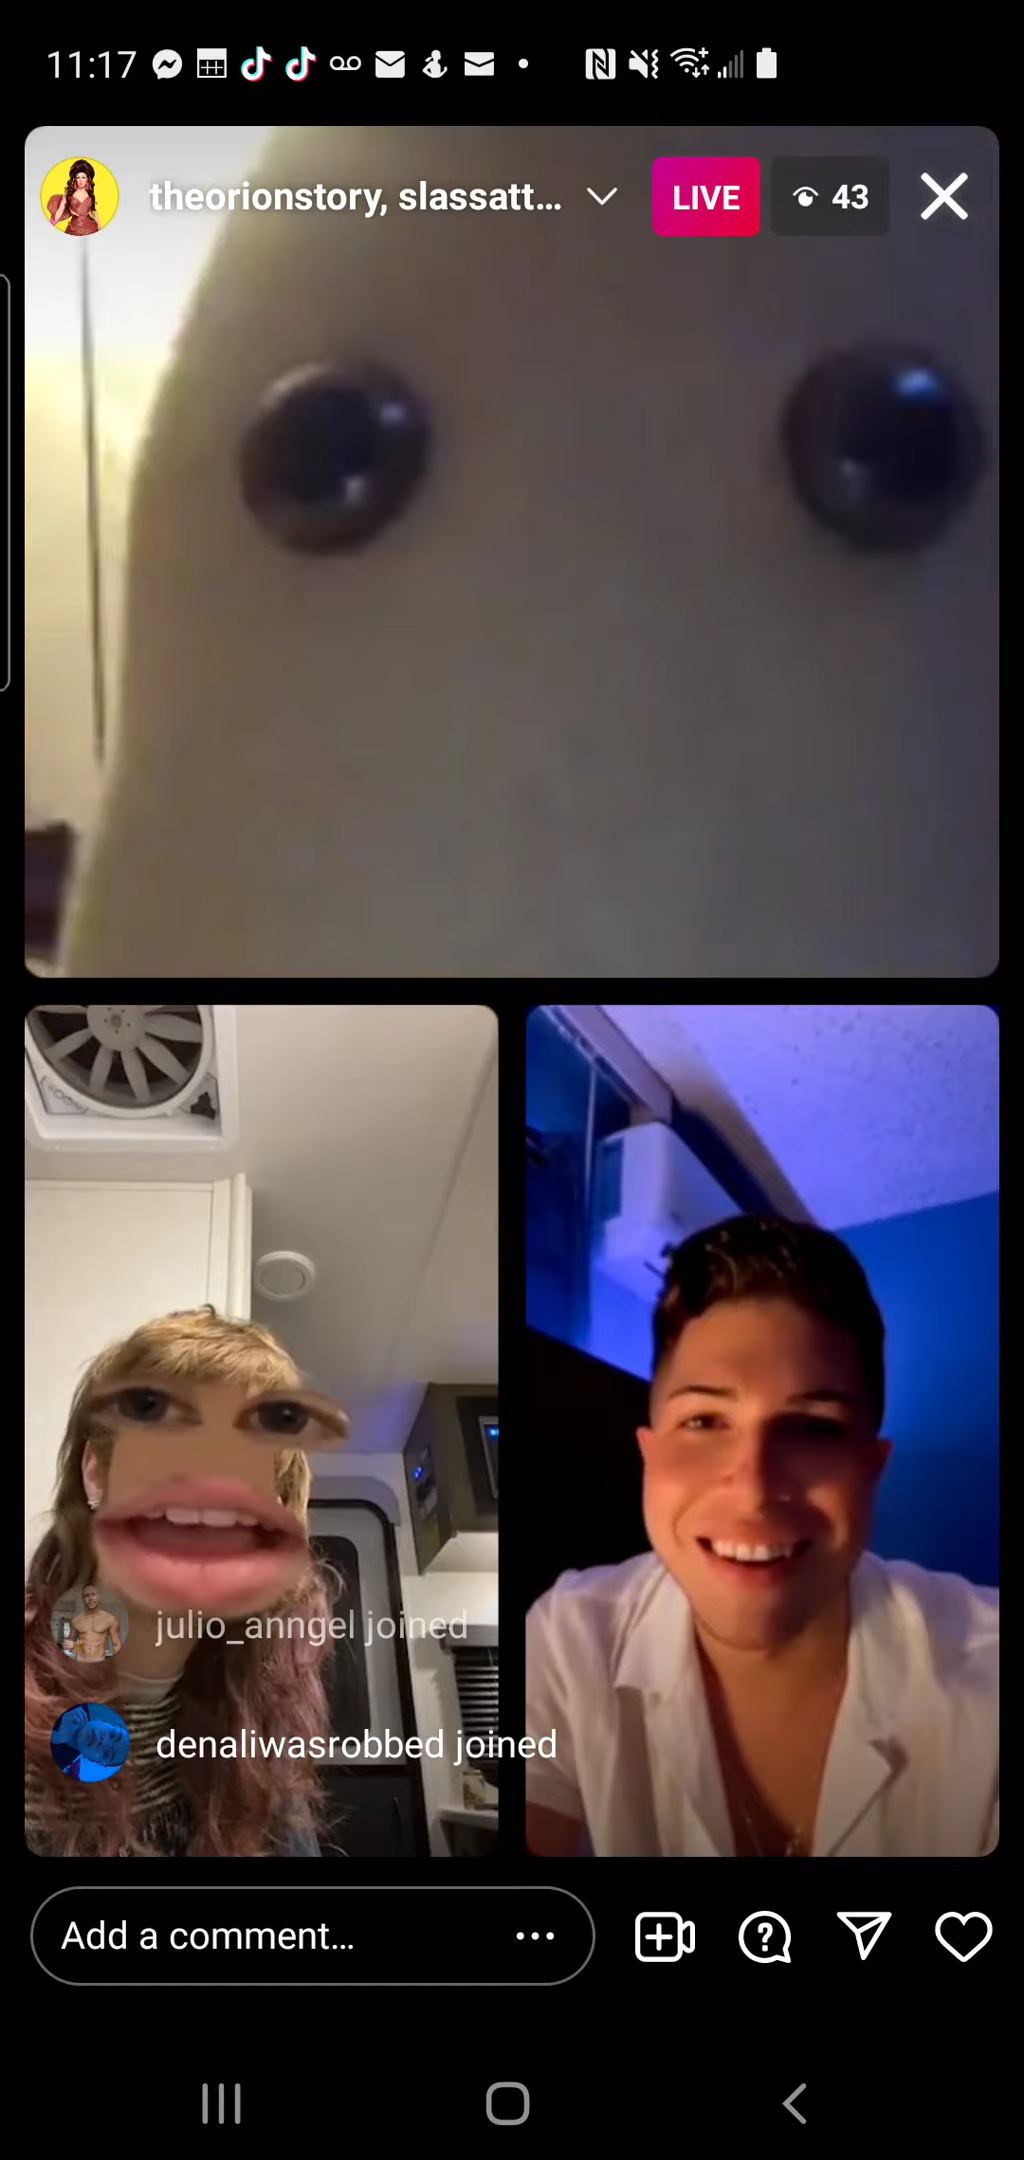 11:17
theorionstory, slassatt...
LIVE
43
julio_anngel joined
denaliwasrobbed joined
Add a comment...